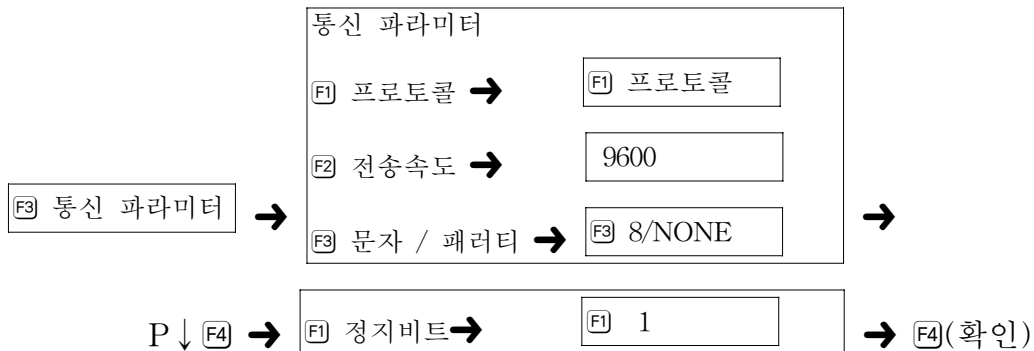 통신 파라미터
F1 프로토콜 ➔ F1 프로토콜
F2 전송속도 ➔ 9600
F3 통신 파라미터 ➔ ➔
F3 문자 / 패러티 ➔ F3 8/NONE
P↓ F4 ➔ F1 정지비트➔ F1 1 ➔ F4(확인)